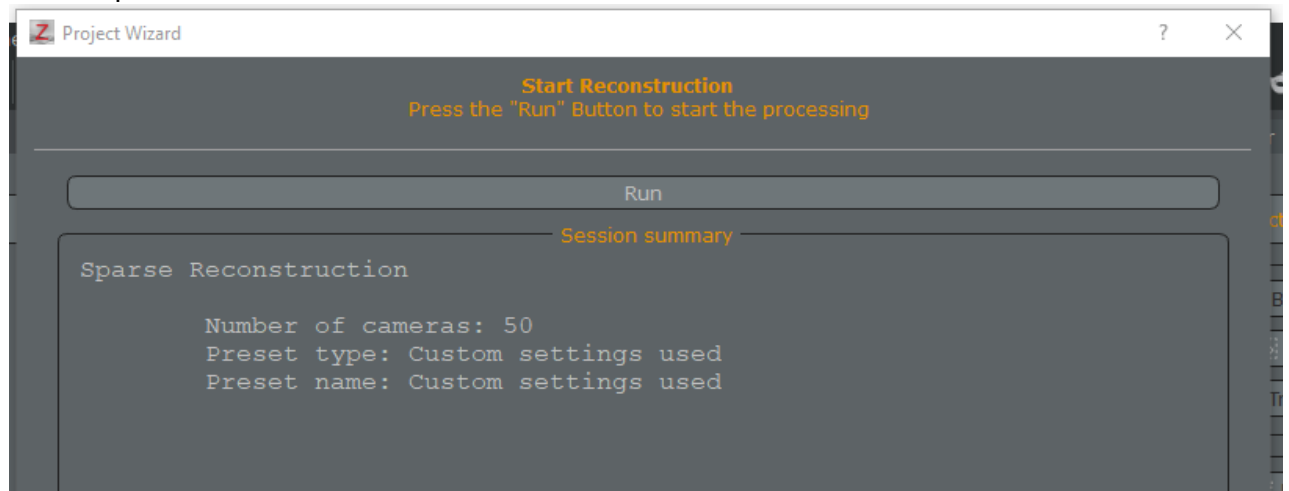 Z Project Wizard ?
Start Reconstruction
Press the "Run" Button to start the processing
Run
Session summary
Sparse Reconstruction
Number of cameras: 50
Preset type: Custom settings used
Preset name: Custom settings used